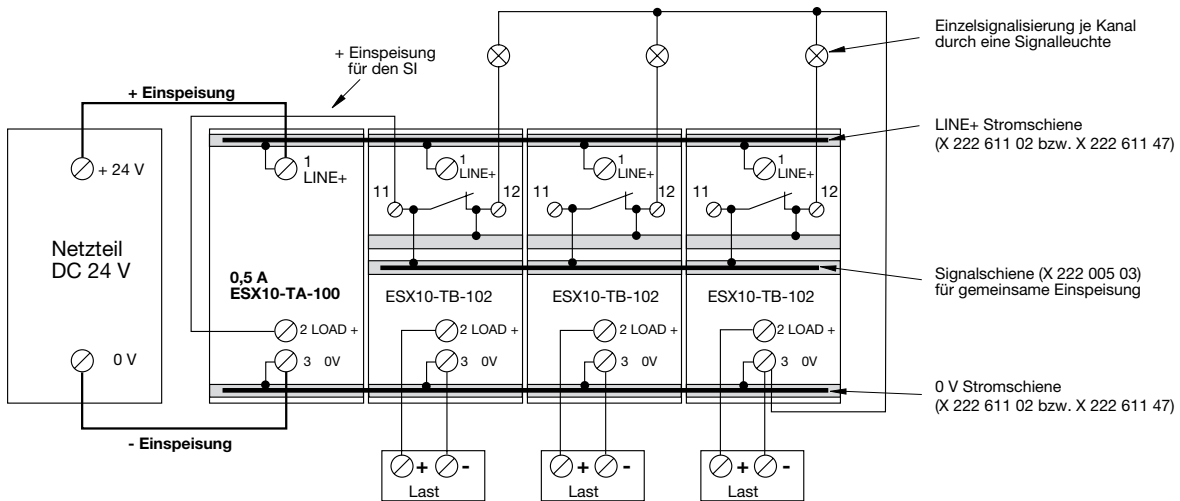 Einzelsignalisierung je Kanal
durch eine Signalleuchte
+ Einspeisung
für den SI
+ Einspeisung
LINE+ Stromschiene
(X 222 611 02 bzw. X 222 611 47)
+ 24 V
1
LINE+
1
LINE+
1
LINE+
1
LINE+
11
12
11
12
11
12
Netzteil
DC 24 V
0,5 A
ESX10-TA-100
ESX10-TB-102
ESX10-TB-102
ESX10-TB-102
Signalschiene (X 222 005 03)
für gemeinsame Einspeisung
2 LOAD +
2 LOAD +
2 LOAD +
2 LOAD +
0 V
3 0V
3 0V
3 0V
3 0V
0 V Stromschiene
(X 222 611 02 bzw. X 222 611 47)
- Einspeisung
+ -
Last
+ -
Last
+ -
Last